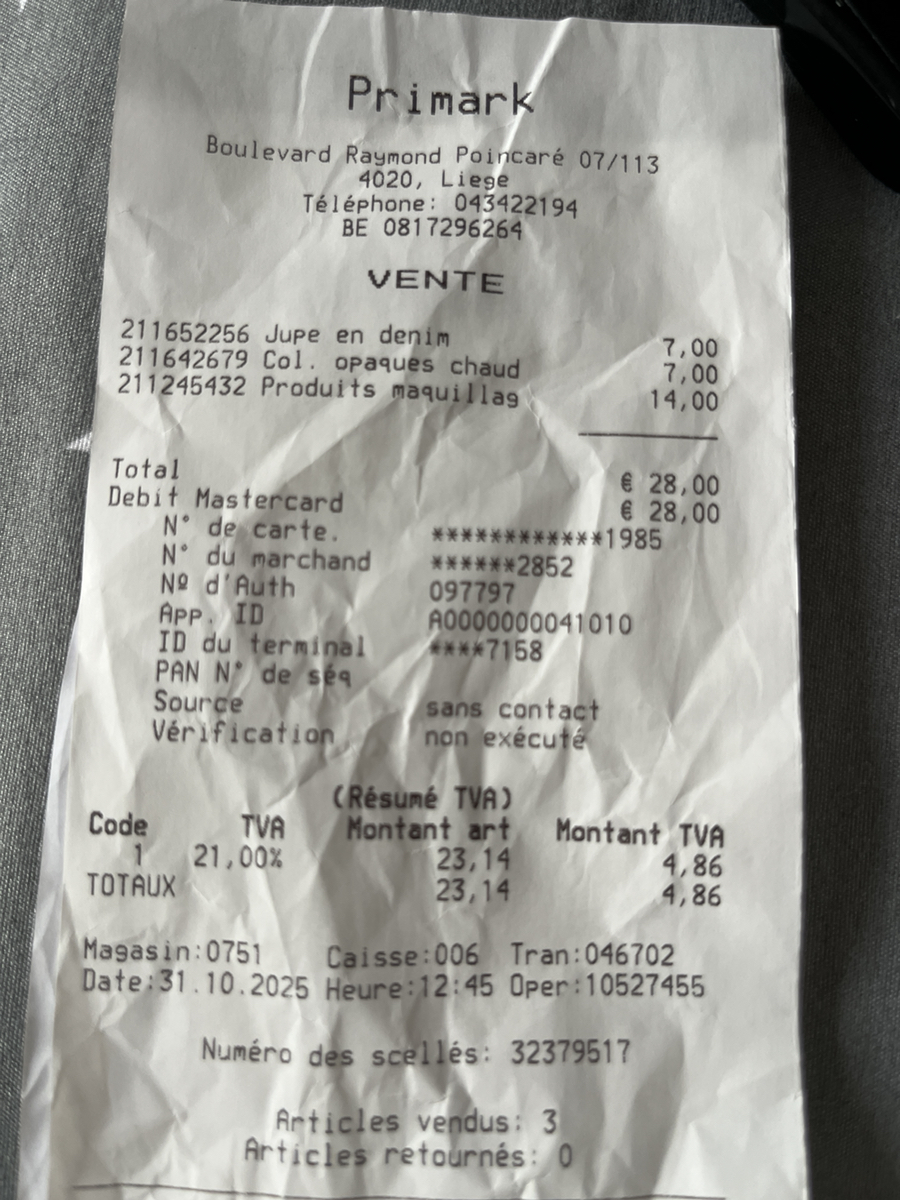 Primark
Boulevard Raymond Poincaré 07/113
4020, Liege
Téléphone: 043422194
BE 0817296264
VENTE
211652256 Jupe en denim 7,00
211642679 Col. opaques chaud 7,00
211245432 Produits maquillag 14,00
Total € 28,00
Debit Mastercard € 28,00
N° de carte. ************1985
N° du marchand ******2852
Nº d'Auth 097797
App. ID A0000000041010
ID du terminal ****7158
PAN N° de séq
Source sans contact
Vérification non exécuté
(Résumé TVA)
Code TVA Montant art Montant TVA
1 21,00% 23,14 4,86
TOTAUX 23,14 4,86
Magasin:0751 Caisse:006 Tran:046702
Date:31.10.2025 Heure:12:45 Oper:10527455
Numéro des scellés: 32379517
Articles vendus: 3
Articles retournés: 0